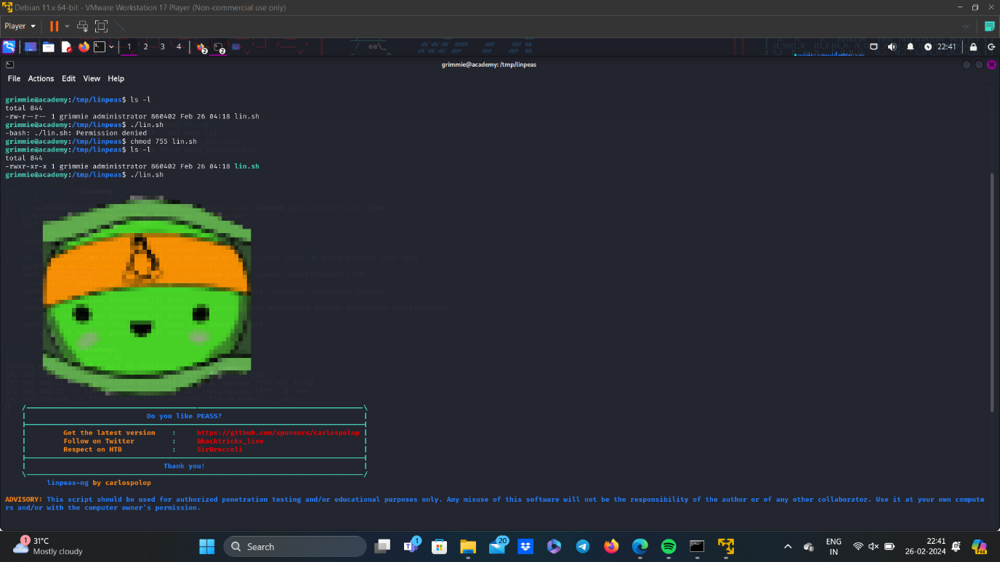 Debian 11.x 64-bit - VMware Workstation 17 Player (Non-commercial use only)
Player
1 2 3 4
2
2
22:41
grimmie@academy: /tmp/linpeas
File Actions Edit View Help
grimmie@academy:/tmp/linpeas$ ls -l
total 844
-rw-r--r-- 1 grimmie administrator 860402 Feb 26 04:18 lin.sh
grimmie@academy:/tmp/linpeas$ ./lin.sh
-bash: ./lin.sh: Permission denied
grimmie@academy:/tmp/linpeas$ chmod 755 lin.sh
grimmie@academy:/tmp/linpeas$ ls -l
total 844
-rwxr-xr-x 1 grimmie administrator 860402 Feb 26 04:18 lin.sh
grimmie@academy:/tmp/linpeas$ ./lin.sh
Do you like PEASS?
Get the latest version : https://github.com/sponsors/carlospolop
Follow on Twitter : @hacktricks_live
Respect on HTB : SirBroccoli
Thank you!
linpeas-ng by carlospolop
ADVISORY: This script should be used for authorized penetration testing and/or educational purposes only. Any misuse of this software will not be the responsibility of the author or of any other collaborator. Use it at your own compute
rs and/or with the computer owner's permission.
1
31°C
Mostly cloudy
Search
1
20
ENG
IN
22:41
26-02-2024
PRE